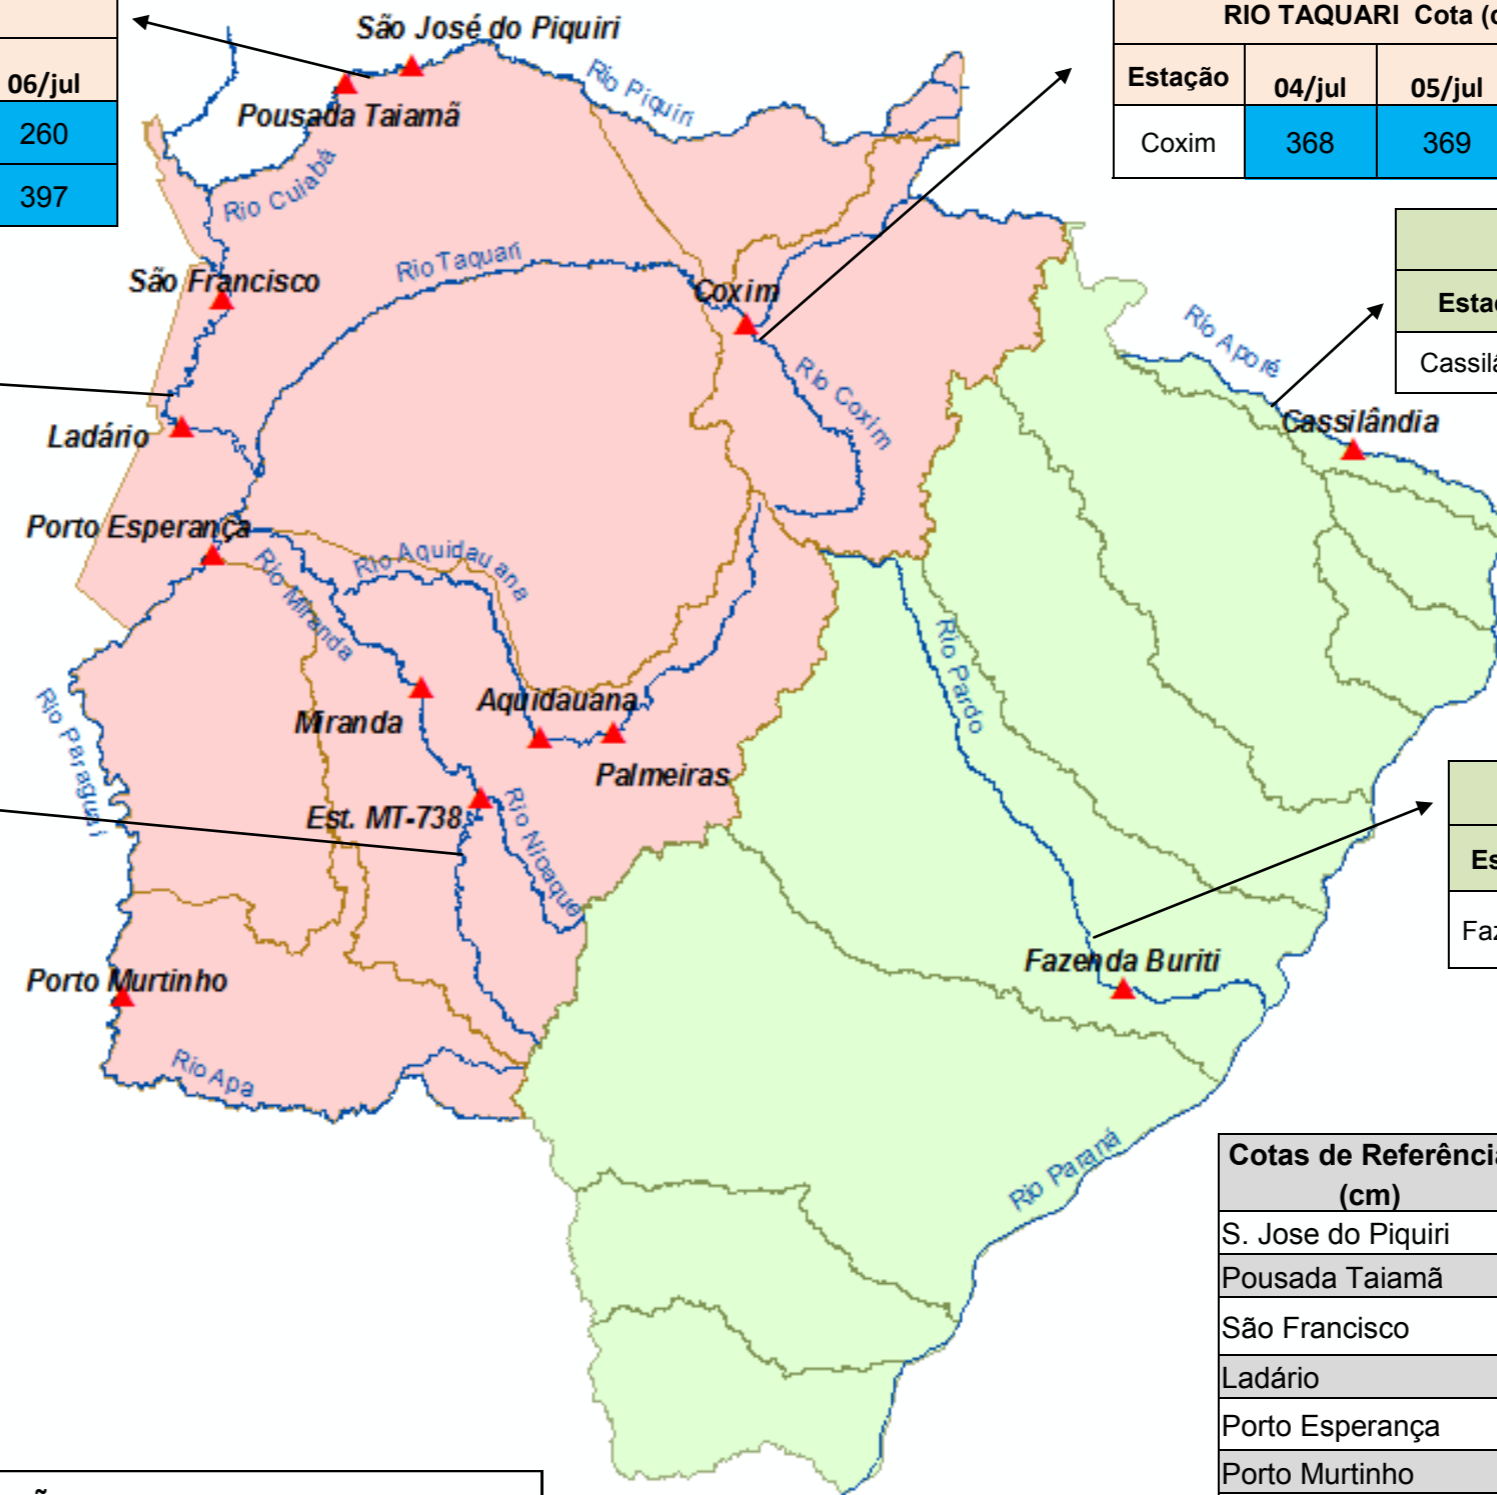 06/jul
260
397
RIO TAQUARI Cota (c
Estação 04/jul 05/jul
Coxim 368 369
São José do Piquiri
Pousada Taiamã
Rio Piquiri
Rio Cuiabá
Rio Taquari
São Francisco
Coxim
Rio Coxim
Ladário
Rio Aporé
Cassilândia
Esta
Cassilâ
Porto Esperança
Rio Miranda
Rio Aquidauana
Rio Pardo
Rio Paraguai
Miranda
Aquidauana
Palmeiras
Est. MT-738
Rio Nioaque
Es
Faz
Fazenda Buriti
Porto Murtinho
Rio Apa
Rio Paraná
Cotas de Referência
(cm)
S. Jose do Piquiri
Pousada Taiamã
São Francisco
Ladário
Porto Esperança
Porto Murtinho